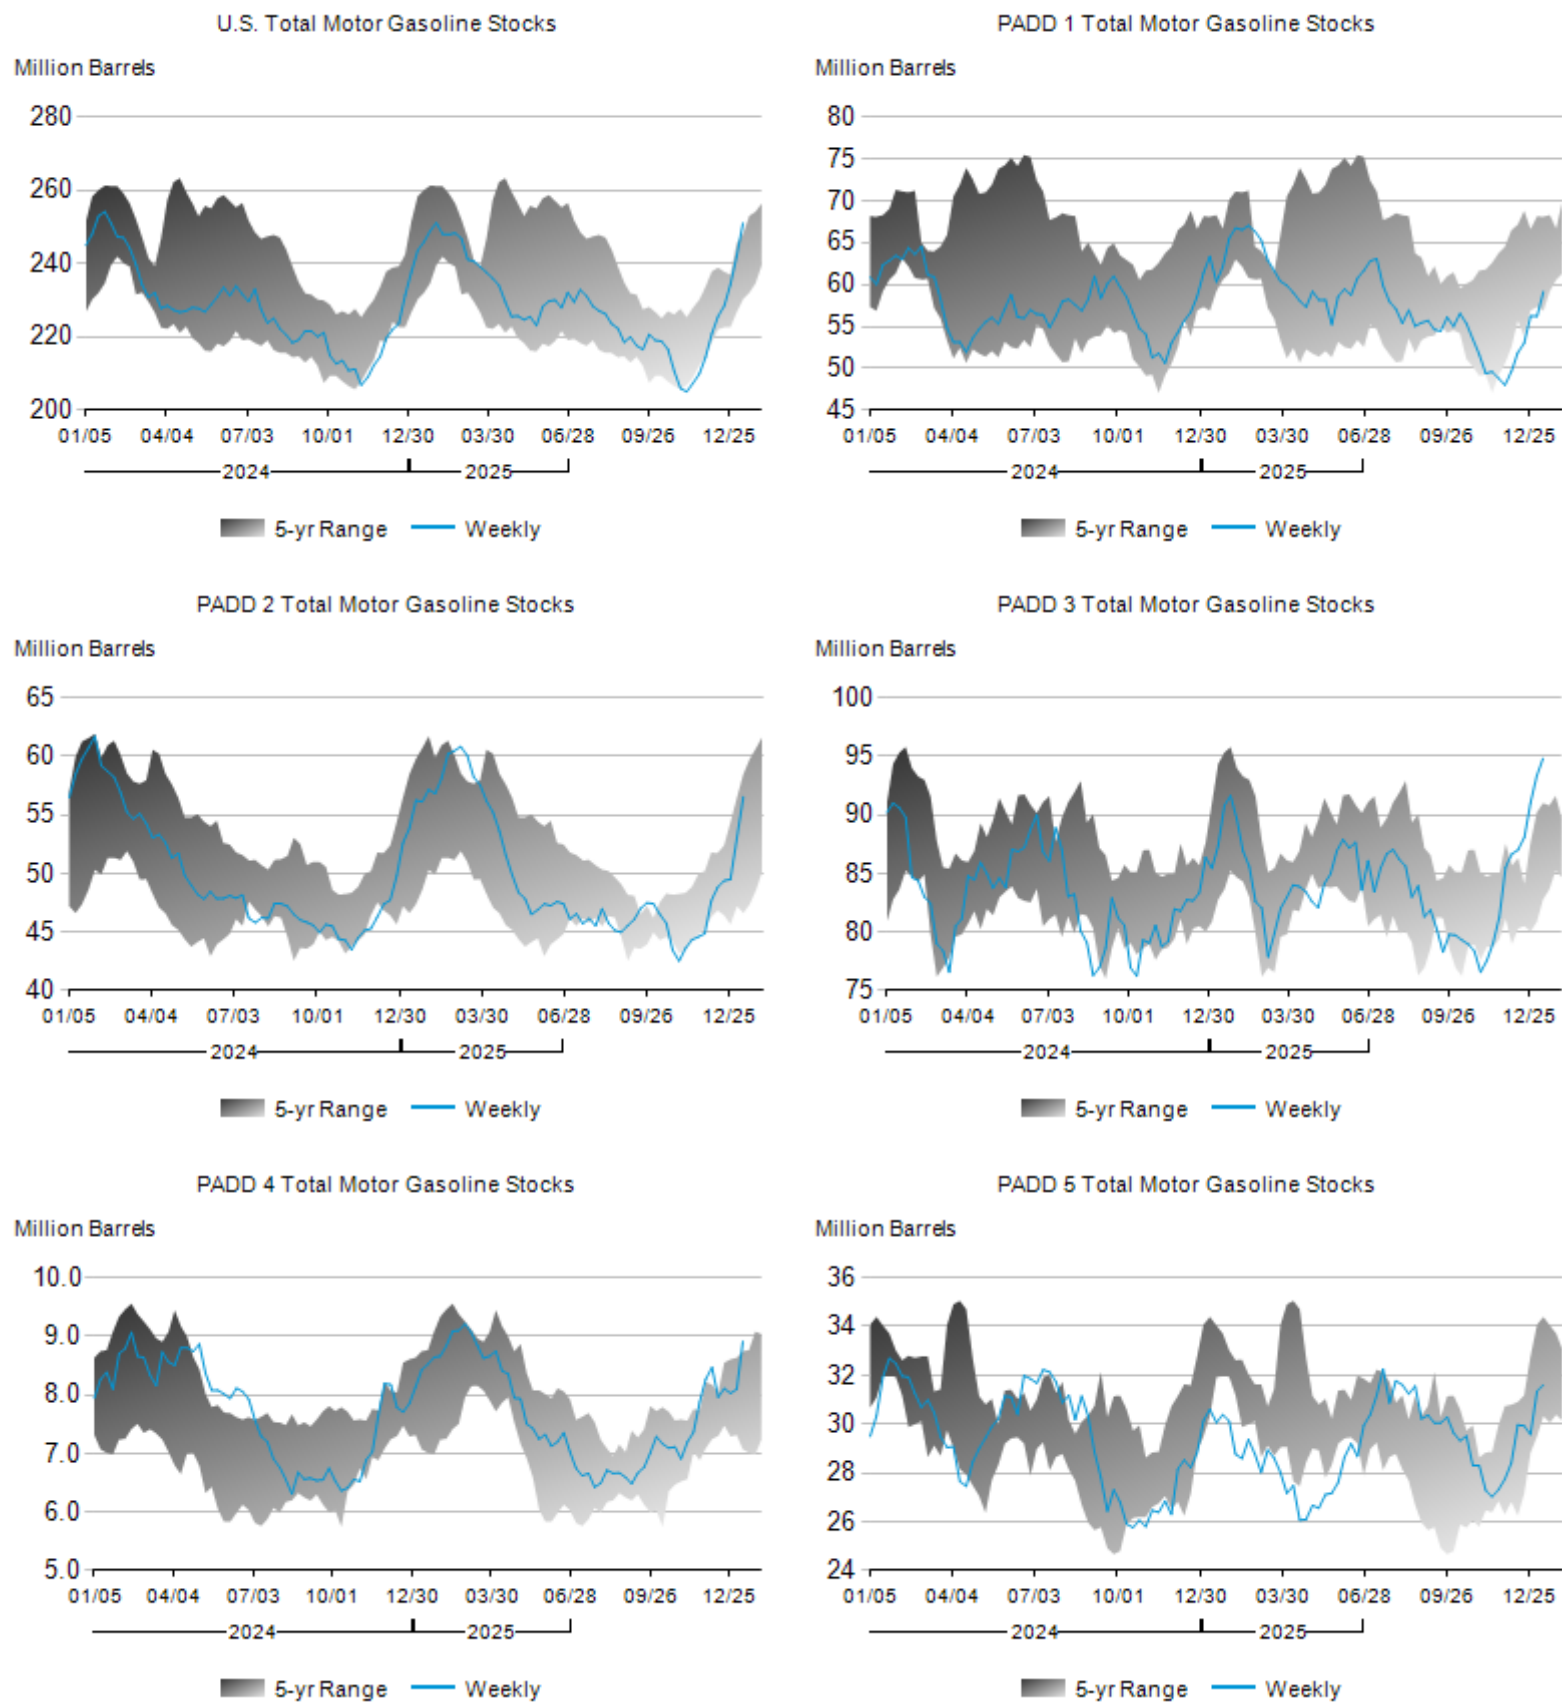 U.S. Total Motor Gasoline Stocks
Million Barrels
280
260
240
220
200
01/05 04/04 07/03 10/01 12/30 03/30 06/28 09/26 12/25
2024 2025
5-yr Range Weekly
PADD 1 Total Motor Gasoline Stocks
Million Barrels
80
75
70
65
60
55
50
45
01/05 04/04 07/03 10/01 12/30 03/30 06/28 09/26 12/25
2024 2025
5-yr Range Weekly
PADD 2 Total Motor Gasoline Stocks
Million Barrels
65
60
55
50
45
40
01/05 04/04 07/03 10/01 12/30 03/30 06/28 09/26 12/25
2024 2025
5-yr Range Weekly
PADD 3 Total Motor Gasoline Stocks
Million Barrels
100
95
90
85
80
75
01/05 04/04 07/03 10/01 12/30 03/30 06/28 09/26 12/25
2024 2025
5-yr Range Weekly
PADD 4 Total Motor Gasoline Stocks
Million Barrels
10.0
9.0
8.0
7.0
6.0
5.0
01/05 04/04 07/03 10/01 12/30 03/30 06/28 09/26 12/25
2024 2025
5-yr Range Weekly
PADD 5 Total Motor Gasoline Stocks
Million Barrels
36
34
32
30
28
26
24
01/05 04/04 07/03 10/01 12/30 03/30 06/28 09/26 12/25
2024 2025
5-yr Range Weekly